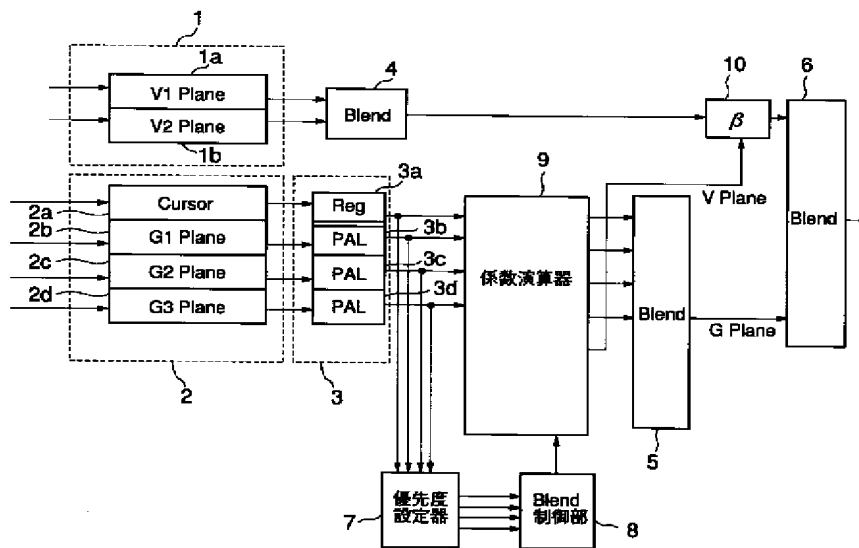 1
1a
V1 Plane
V2 Plane
1b
4
Blend
10
β
6
Blend
V Plane
G Plane
2a
2b
2c
2d
Cursor
G1 Plane
G2 Plane
G3 Plane
2
3a
Reg
3b
PAL
3c
PAL
3d
PAL
3
9
係数演算器
Blend
5
7
優先度
設定器
Blend
制御部
8